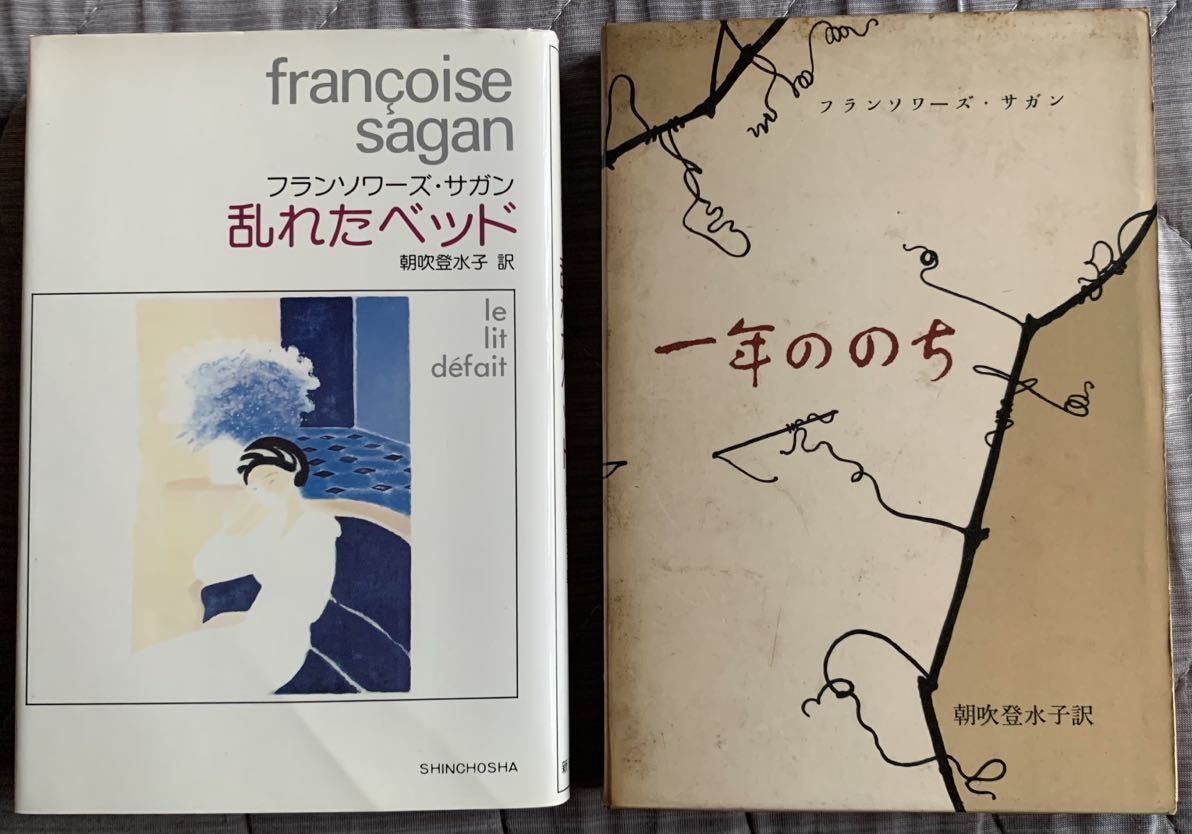 françoise
sagan
フランソワーズ・サガン
乱れたベッド
朝吹登水子 訳
le
lit
défait
SHINCHOSHA
フランソワーズ・サガン
一年ののち
朝吹登水子訳